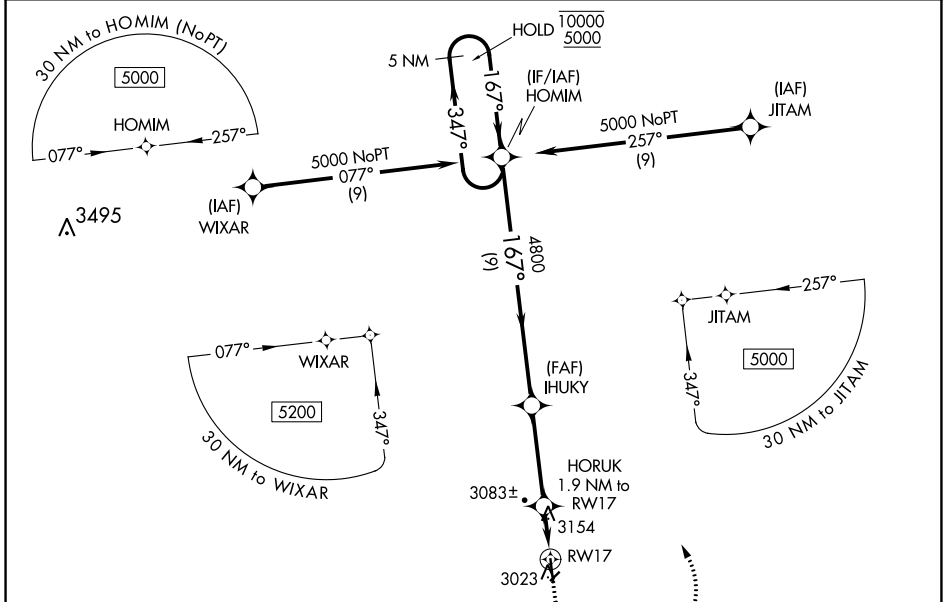 30 NM to HOMIM (NoPT)
5000
HOMIM
077°
257°
HOLD 10000
5000
5 NM
167°
347°
(IF/IAF)
HOMIM
(IAF)
JITAM
5000 NoPT
257°
(9)
5000 NoPT
077°
(9)
(IAF)
WIXAR
3495
4800
167°
(9)
077°
WIXAR
347°
5200
30 NM to WIXAR
257°
JITAM
347°
5000
30 NM to JITAM
(FAF)
IHUKY
HORUK
1.9 NM to
RW17
3083±
3154
RW17
3023